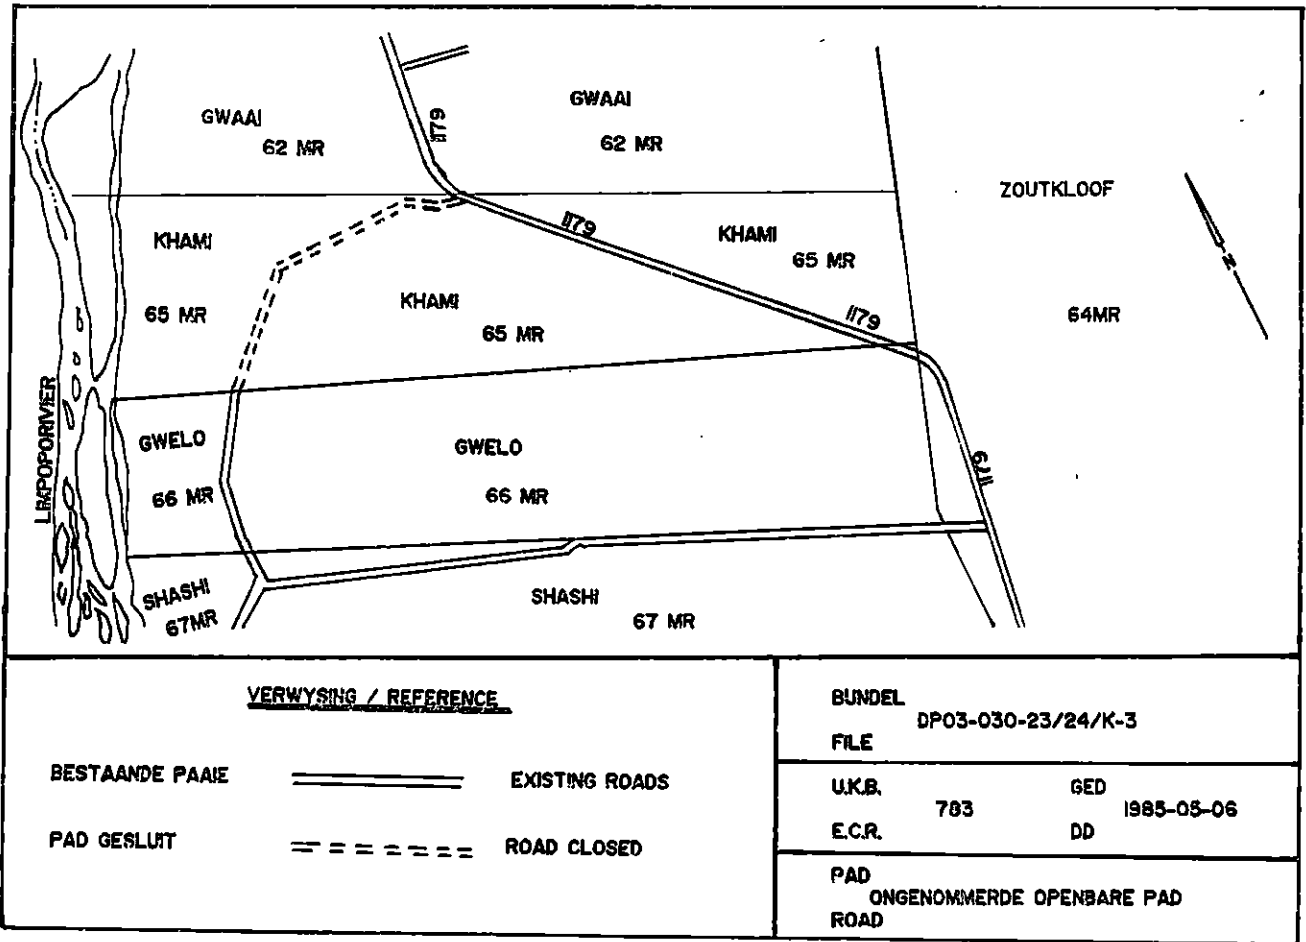 GWAAI
62 MR
1179
GWAAI
62 MR
ZOUTKLOOF
64MR
N
KHAMI
65 MR
KHAMI
65 MR
1179
KHAMI
65 MR
1179
LIMPOPORIVIER
GWELO
66 MR
GWELO
66 MR
1179
SHASHI
67MR
SHASHI
67 MR
VERWYSING / REFERENCE
BESTAANDE PAAIE EXISTING ROADS
PAD GESLUIT ROAD CLOSED
BUNDEL
DP03-030-23/24/K-3
FILE
U.K.B. GED
783 1985-05-06
E.C.R. DD
PAD
ONGENOMMERDE OPENBARE PAD
ROAD